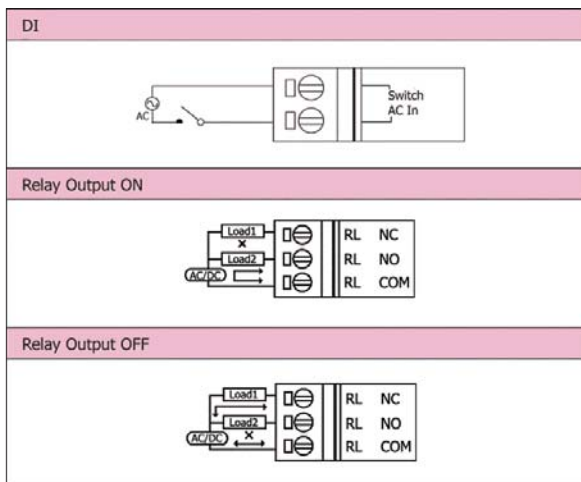 DI
AC
Switch
AC In
Relay Output ON
Load1
RL NC
×
Load2
RL NO
AC/DC
RL COM
Relay Output OFF
Load1
RL NC
Load2
RL NO
×
AC/DC
RL COM